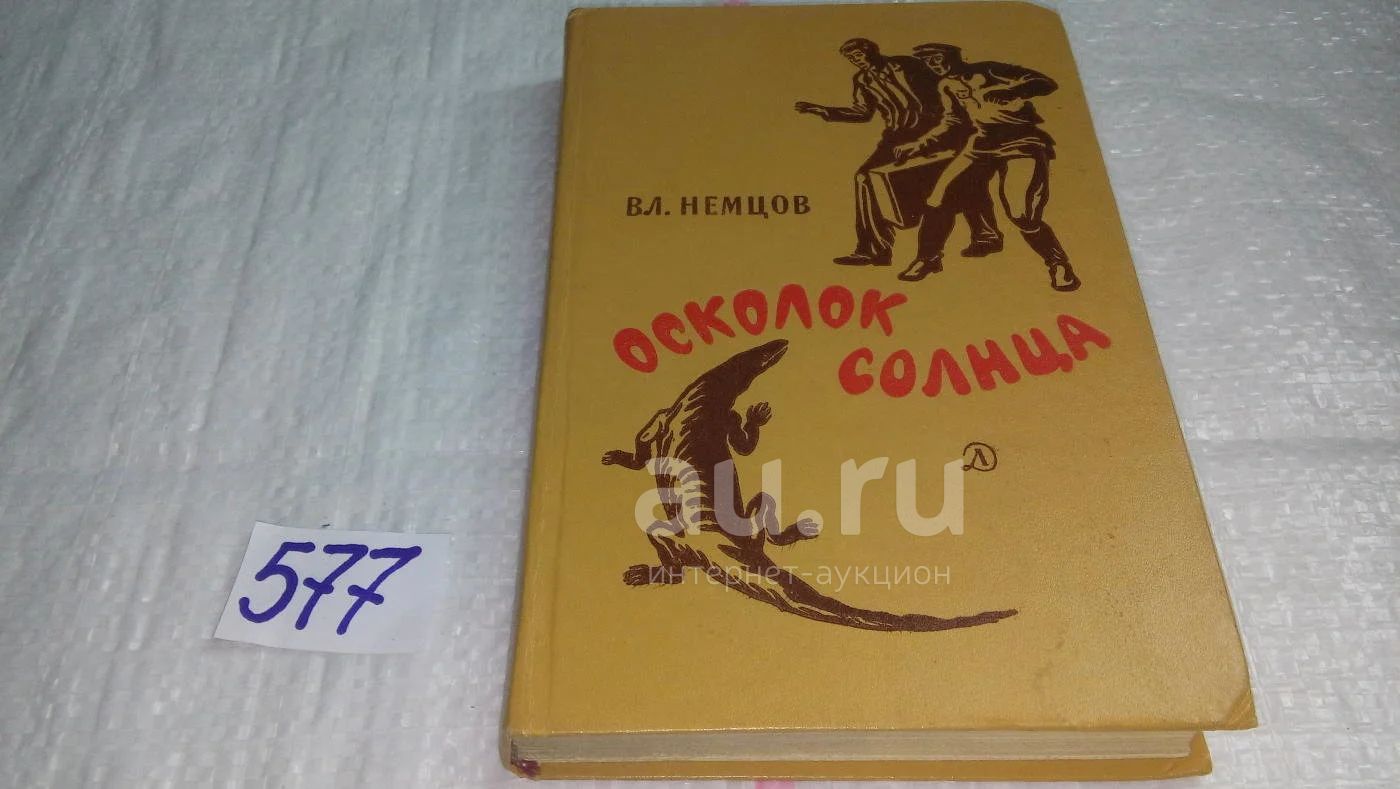 ВЛ. НЕМЦОВ
ОСКОЛОК
СОЛНЦА
Д
au.ru
интернет-аукцион
577